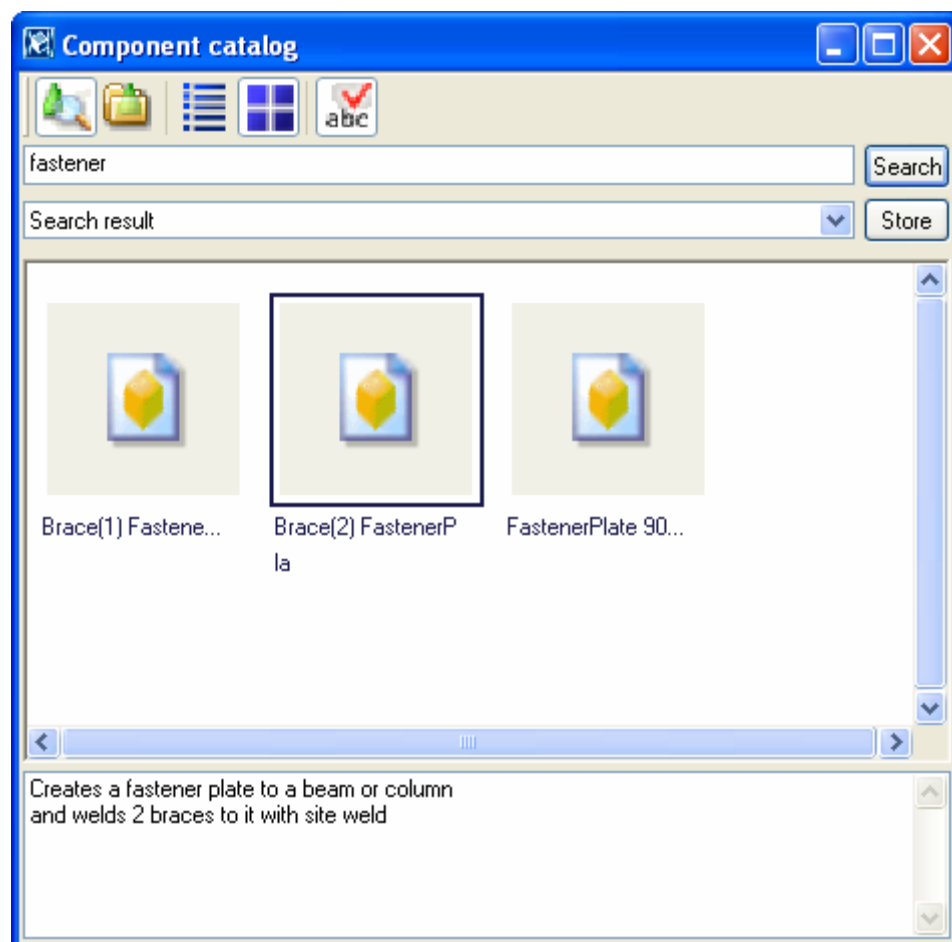 Component catalog
abc
fastener
Search
Search result
Store
Brace(1) Fastene...
Brace(2) FastenerP
la
FastenerPlate 90...
Creates a fastener plate to a beam or column
and welds 2 braces to it with site weld